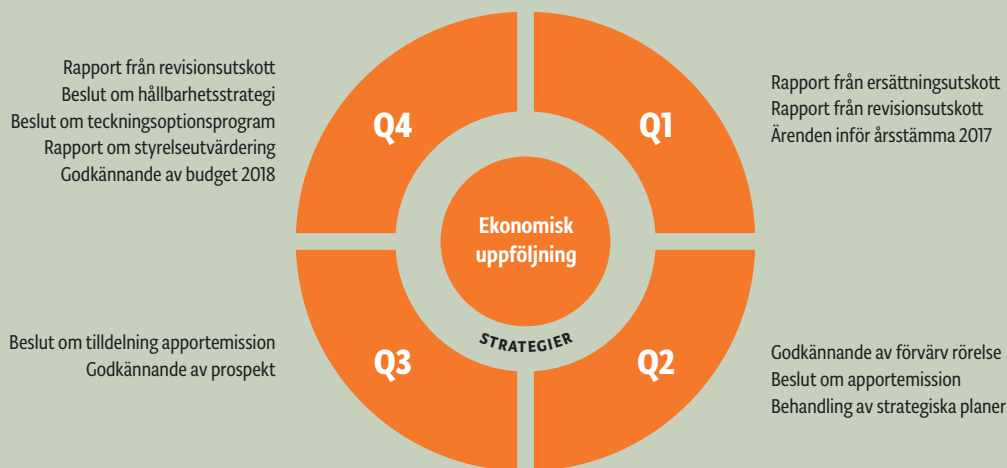 Rapport från revisionsutskott
Beslut om hållbarhetsstrategi
Beslut om teckningsoptionsprogram
Rapport om styrelseutvärdering
Godkännande av budget 2018
Q4
Q1
Rapport från ersättningsutskott
Rapport från revisionsutskott
Ärenden inför årsstämma 2017
Ekonomisk
uppföljning
STRATEGIER
Beslut om tilldelning apportemission
Godkännande av prospekt
Q3
Q2
Godkännande av förvärv rörelse
Beslut om apportemission
Behandling av strategiska planer